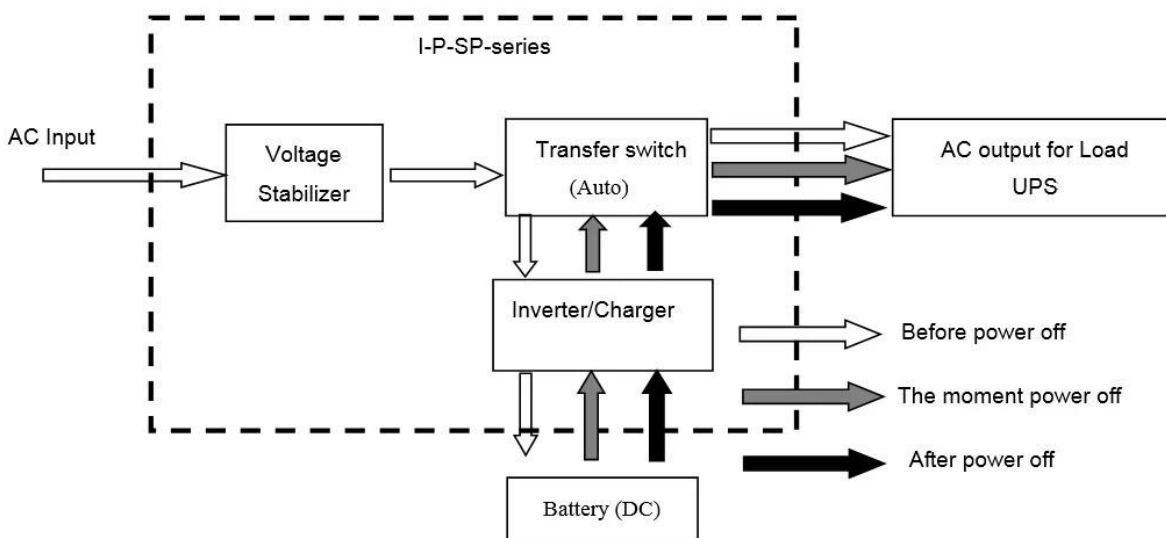 I-P-SP-series
AC Input
Voltage
Stabilizer
Transfer switch
(Auto)
AC output for Load
UPS
Inverter/Charger
Before power off
The moment power off
After power off
Battery (DC)